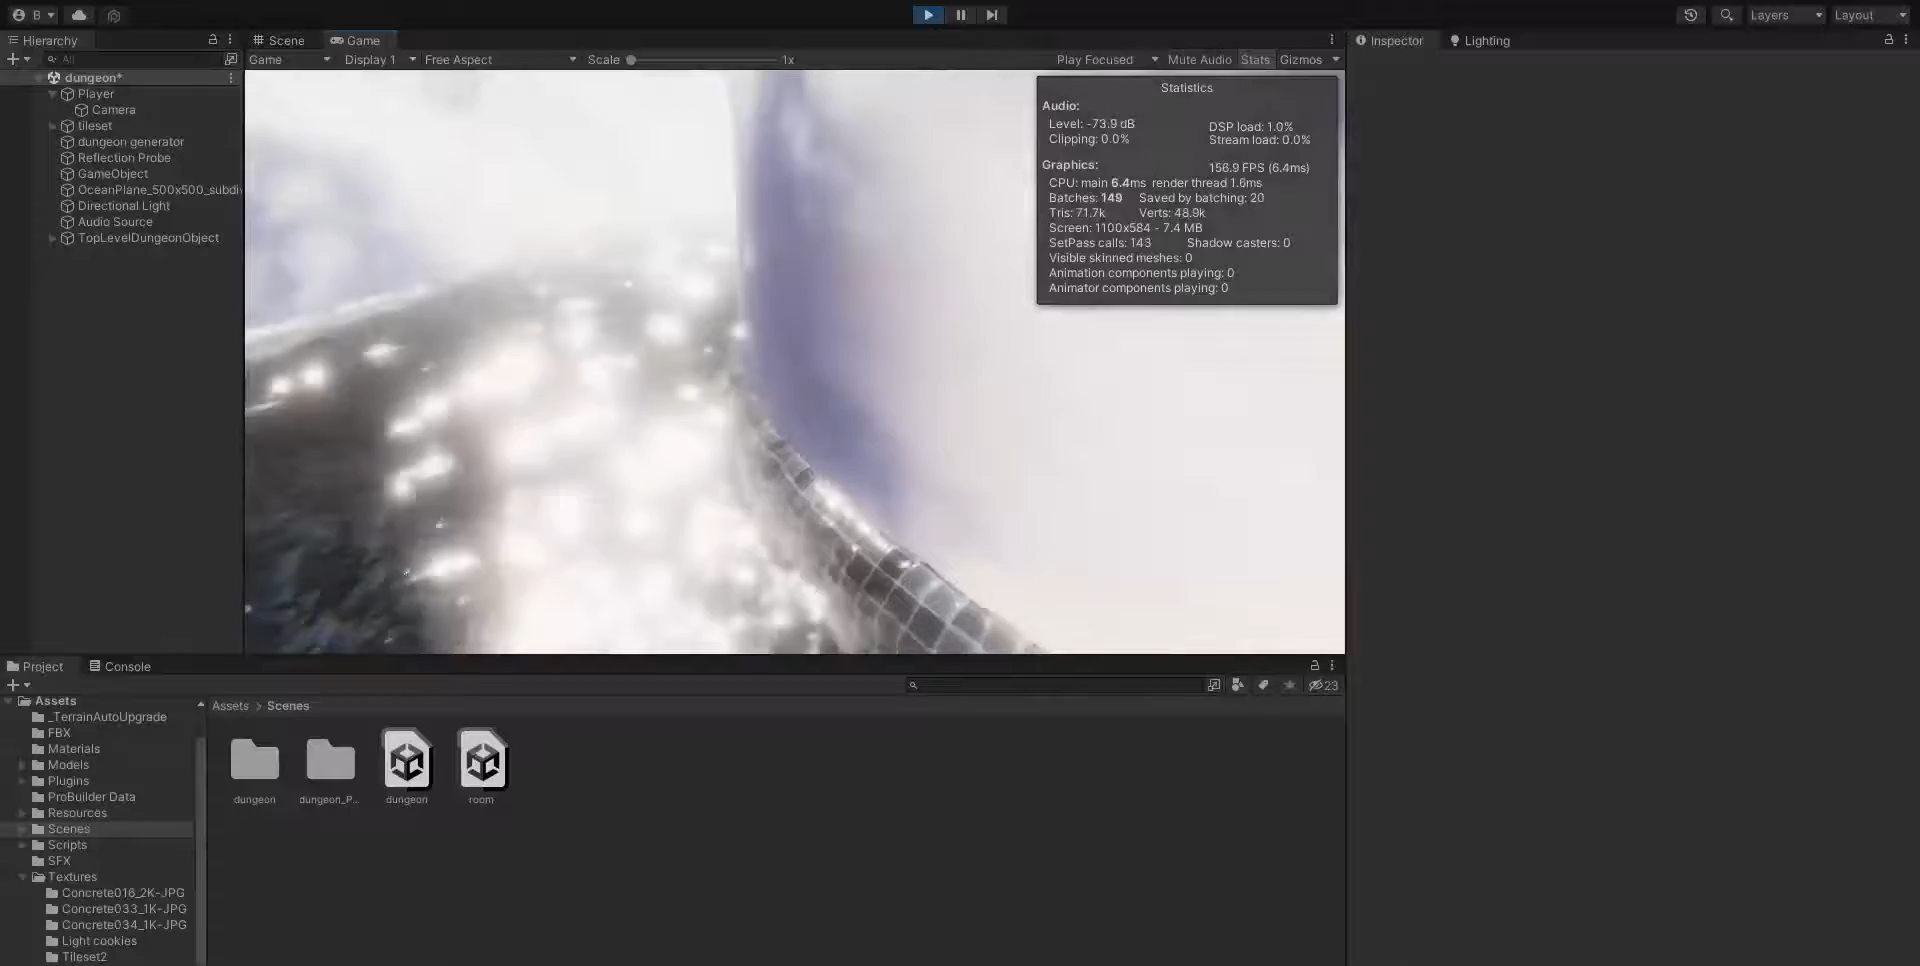 B
Layers
Layout
Hierarchy
All
dungeon*
Player
Camera
tileset
dungeon generator
Reflection Probe
GameObject
OceanPlane_500x500_subdiv
Directional Light
Audio Source
TopLevelDungeonObject
Scene
Game
Game
Display 1
Free Aspect
Scale
1x
Play Focused
Mute Audio
Stats
Gizmos
Statistics
Audio:
Level: -73.9 dB
DSP load: 1.0%
Clipping: 0.0%
Stream load: 0.0%
Graphics:
156.9 FPS (6.4ms)
CPU: main 6.4ms render thread 1.6ms
Batches: 149 Saved by batching: 20
Tris: 71.7k Verts: 48.9k
Screen: 1100x584 - 7.4 MB
SetPass calls: 143 Shadow casters: 0
Visible skinned meshes: 0
Animation components playing: 0
Animator components playing: 0
Inspector
Lighting
Project
Console
23
Assets
_TerrainAutoUpgrade
FBX
Materials
Models
Plugins
ProBuilder Data
Resources
Scenes
Scripts
SFX
Textures
Concrete016_2K-JPG
Concrete033_1K-JPG
Concrete034_1K-JPG
Light cookies
Tileset2
Assets > Scenes
dungeon
dungeon_P...
dungeon
room